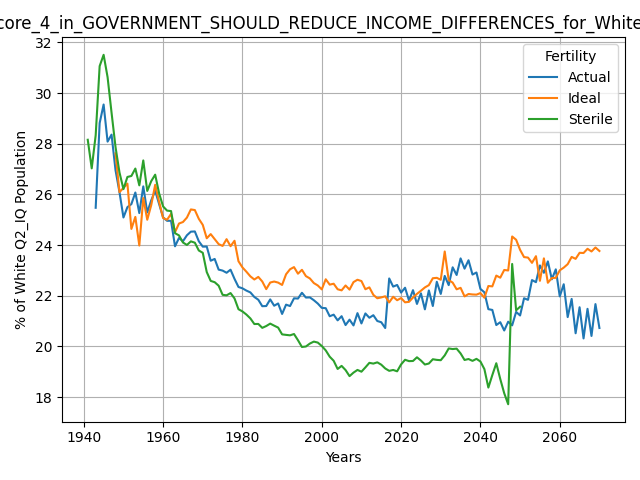 core_4_in_GOVERNMENT_SHOULD_REDUCE_INCOME_DIFFERENCES_for_White
32
30
28
26
24
22
20
18
% of White Q2_IQ Population
Fertility
Actual
Ideal
Sterile
1940
1960
1980
2000
2020
2040
2060
Years